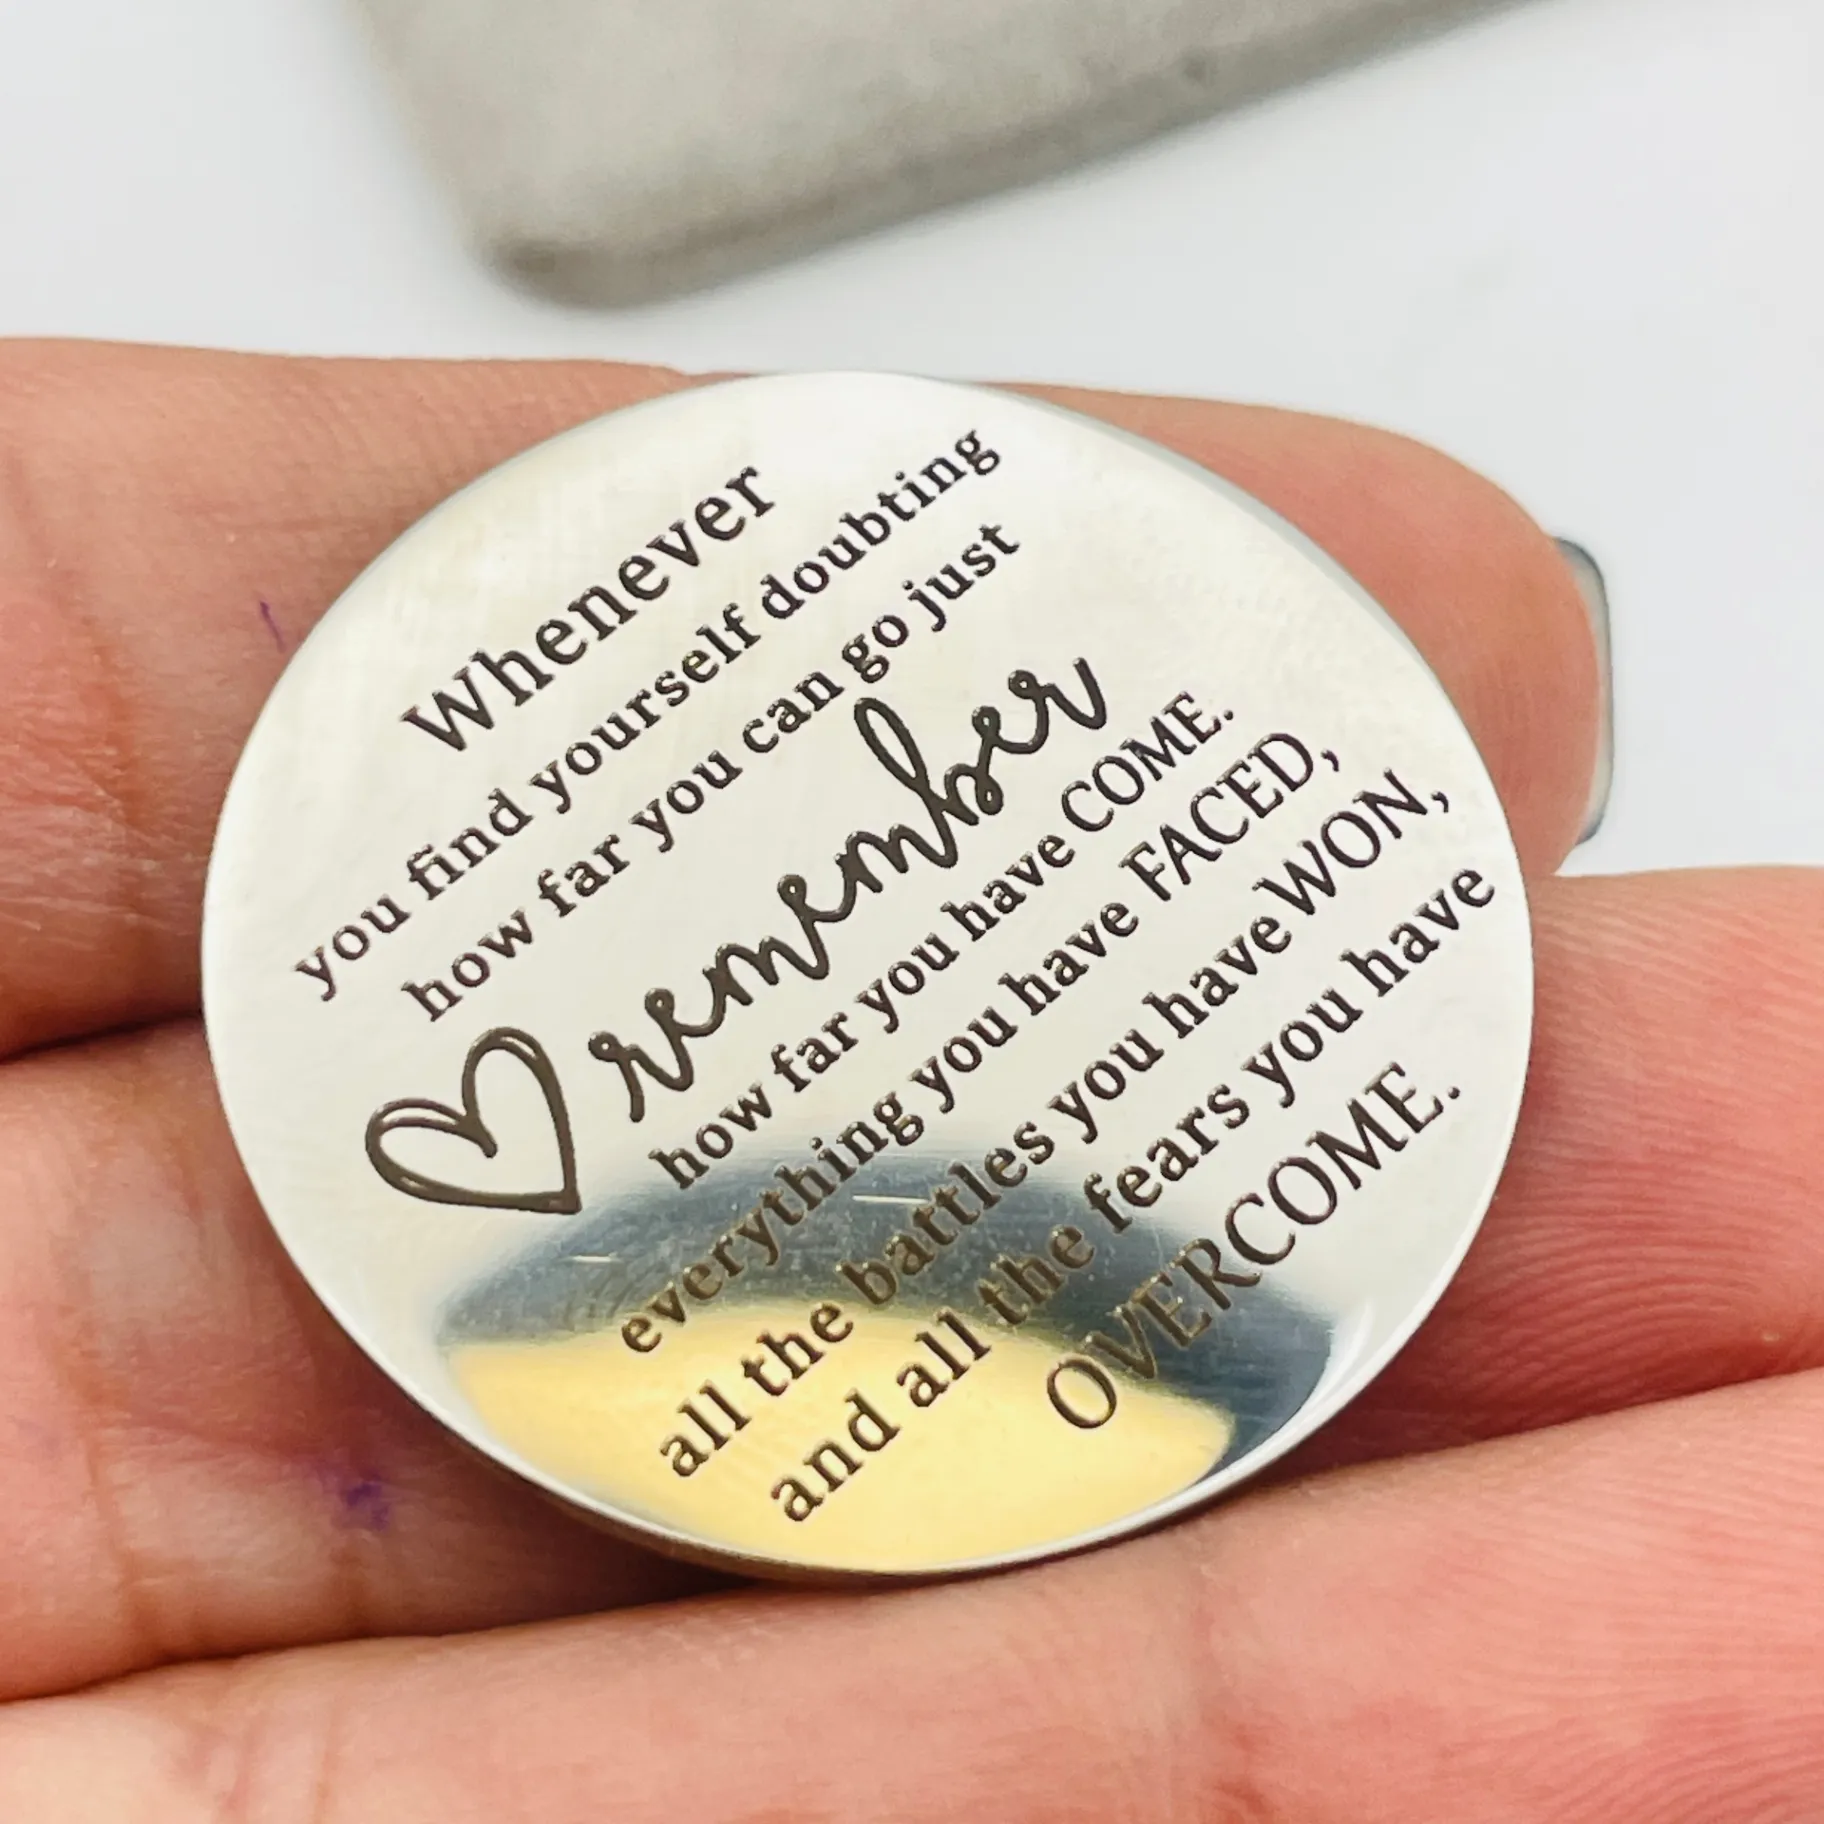 Whenever
you find yourself doubting
how far you can go just
remember
how far you have COME.
everything you have FACED,
all the battles you have WON,
and all the fears you have
OVERCOME.